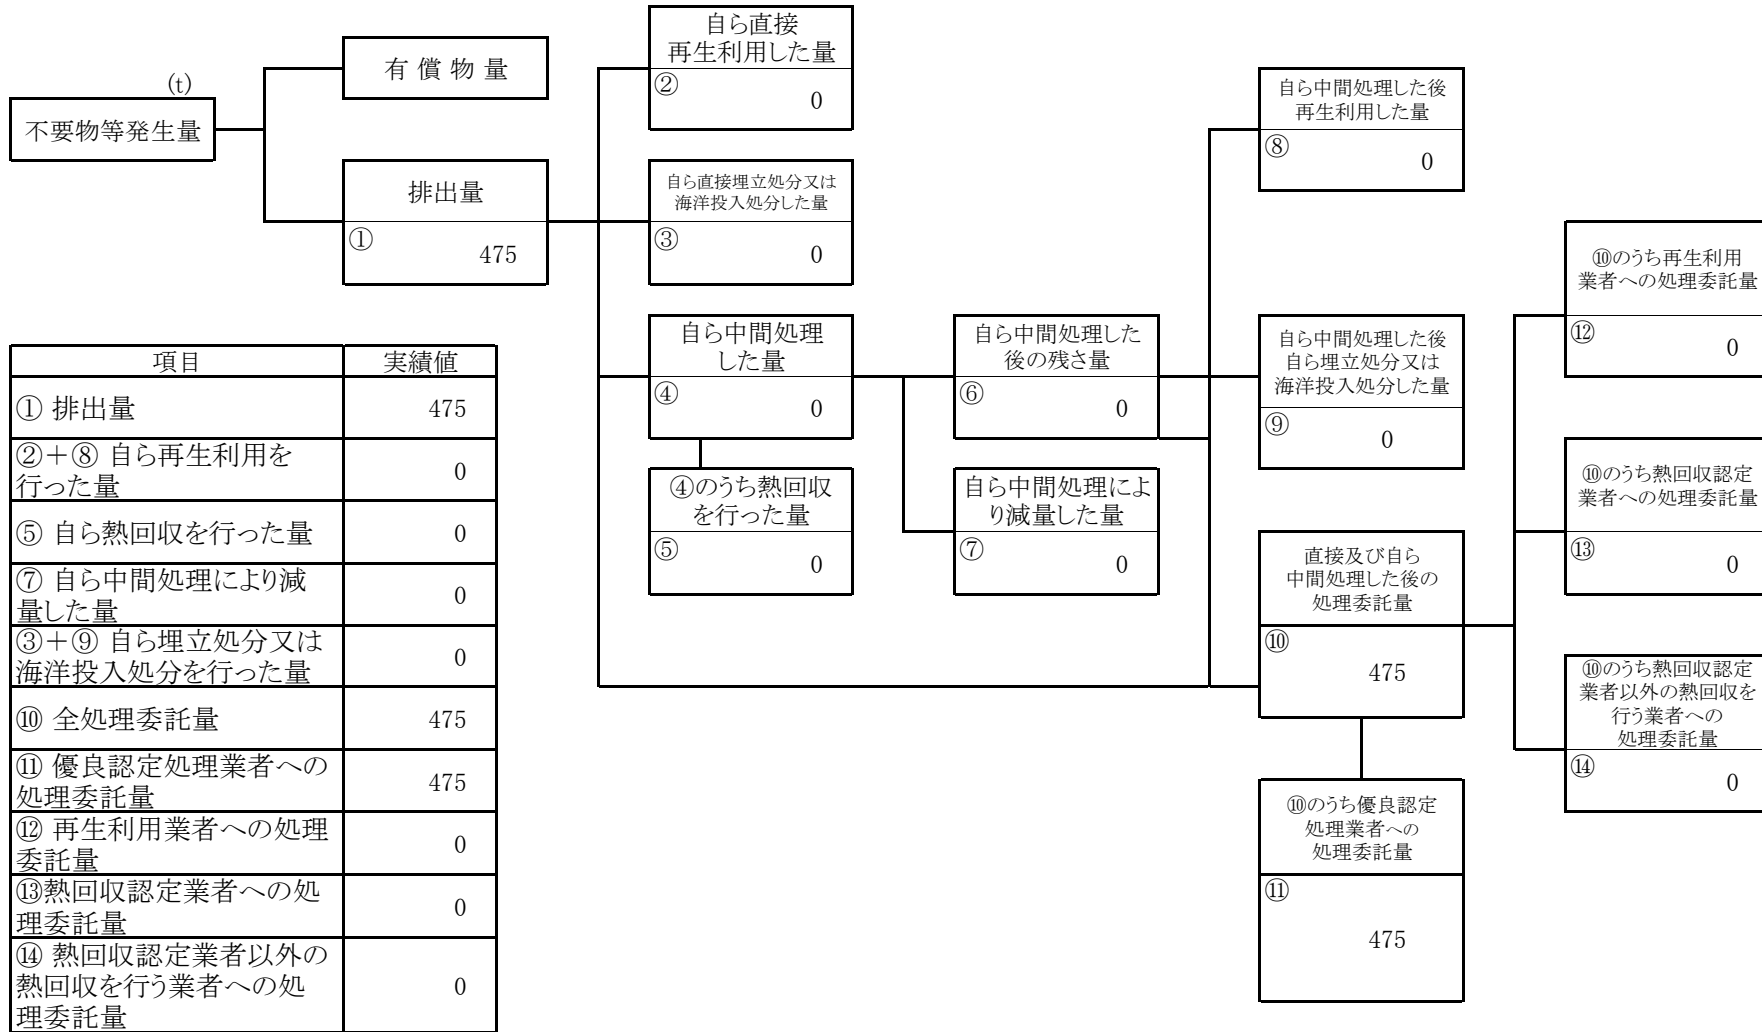 (t)
不要物等発生量
有 償 物 量
排出量
①
475
自ら直接
再生利用した量
②
0
自ら直接埋立処分又は
海洋投入処分した量
③
0
自ら中間処理
した量
④
0
④のうち熱回収
を行った量
⑤
0
自ら中間処理した
後の残さ量
⑥
0
自ら中間処理によ
り減量した量
⑦
0
自ら中間処理した後
再生利用した量
⑧
0
自ら中間処理した後
自ら埋立処分又は
海洋投入処分した量
⑨
0
直接及び自ら
中間処理した後の
処理委託量
⑩
475
⑩のうち優良認定
処理業者への
処理委託量
⑪
475
⑩のうち再生利用
業者への処理委託量
⑫
0
⑩のうち熱回収認定
業者への処理委託量
⑬
0
⑩のうち熱回収認定
業者以外の熱回収を
行う業者への
処理委託量
⑭
0
項目 実績値
① 排出量 475
②＋⑧ 自ら再生利用を
行った量 0
⑤ 自ら熱回収を行った量 0
⑦ 自ら中間処理により減
量した量 0
③＋⑨ 自ら埋立処分又は
海洋投入処分を行った量 0
⑩ 全処理委託量 475
⑪ 優良認定処理業者への
処理委託量 475
⑫ 再生利用業者への処理
委託量 0
⑬熱回収認定業者への処
理委託量 0
⑭ 熱回収認定業者以外の
熱回収を行う業者への処
理委託量 0